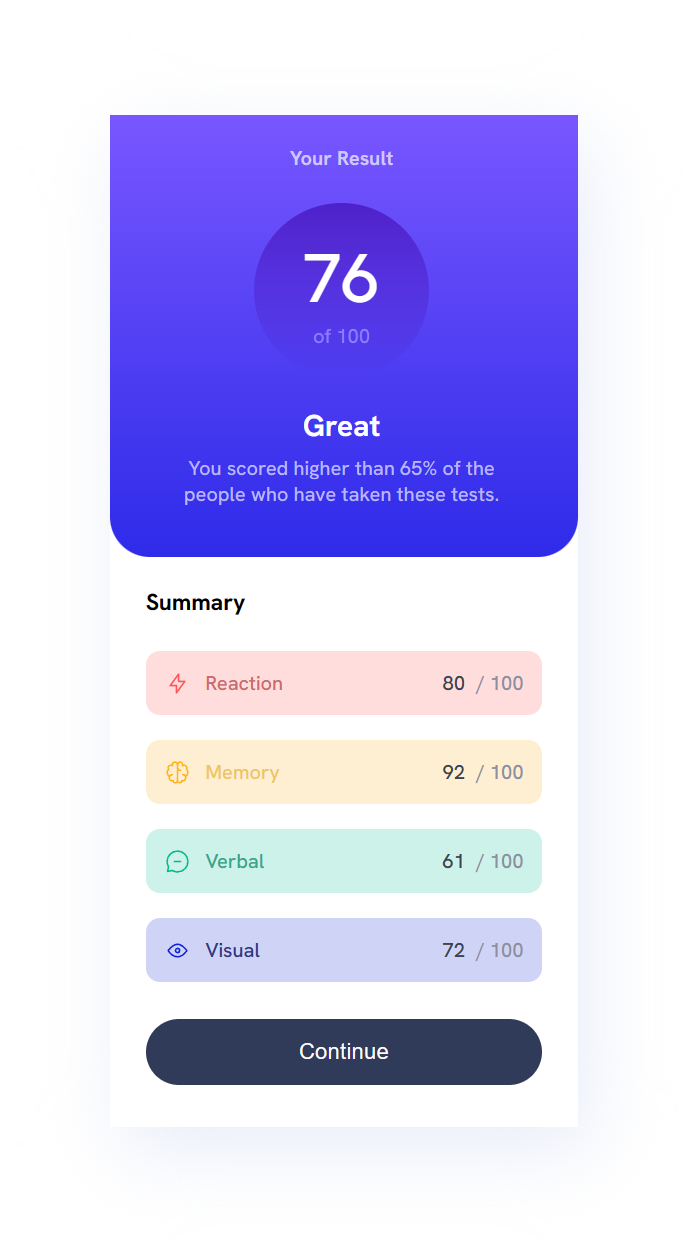 Your Result
76
of 100
Great
You scored higher than 65% of the
people who have taken these tests.
Summary
Reaction 80 / 100
Memory 92 / 100
Verbal 61 / 100
Visual 72 / 100
Continue